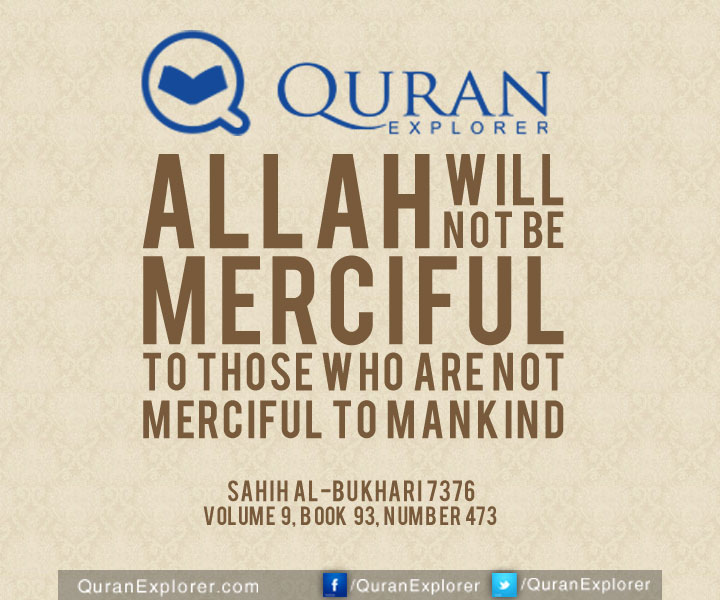 QURAN
EXPLORER
ALLAH WILL
NOT BE
MERCIFUL
TO THOSE WHO ARE NOT
MERCIFUL TO MANKIND
SAHIH AL-BUKHARI 7376
VOLUME 9, BOOK 93, NUMBER 473
QuranExplorer.com f /QuranExplorer /QuranExplorer